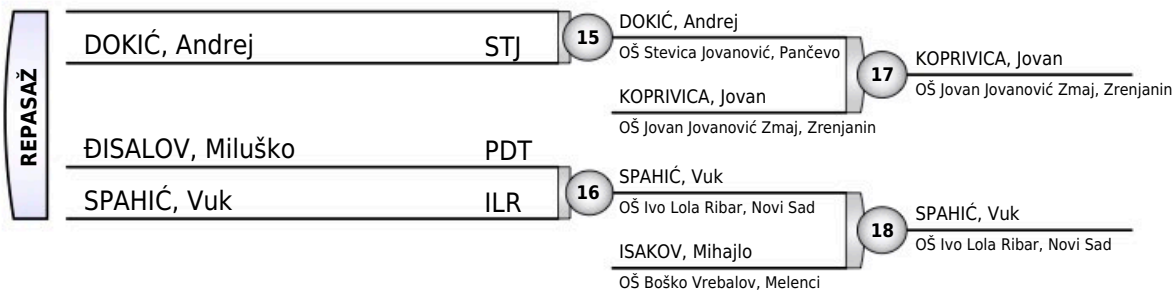 REPASAŽ
DOKIĆ, Andrej STJ
ĐISALOV, Miluško PDT
SPAHIĆ, Vuk ILR
15
DOKIĆ, Andrej
OŠ Stevica Jovanović, Pančevo
KOPRIVICA, Jovan
OŠ Jovan Jovanović Zmaj, Zrenjanin
16
SPAHIĆ, Vuk
OŠ Ivo Lola Ribar, Novi Sad
ISAKOV, Mihajlo
OŠ Boško Vrebalov, Melenci
17
KOPRIVICA, Jovan
OŠ Jovan Jovanović Zmaj, Zrenjanin
18
SPAHIĆ, Vuk
OŠ Ivo Lola Ribar, Novi Sad